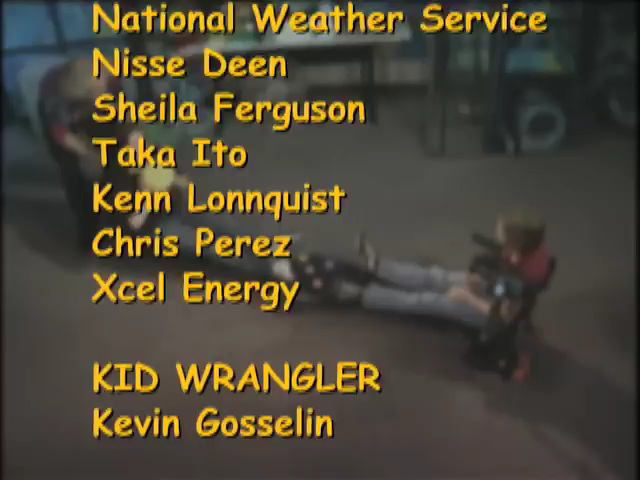 National Weather Service
Nisse Deen
Sheila Ferguson
Taka Ito
Kenn Lonnquist
Chris Perez
Xcel Energy
KID WRANGLER
Kevin Gosselin